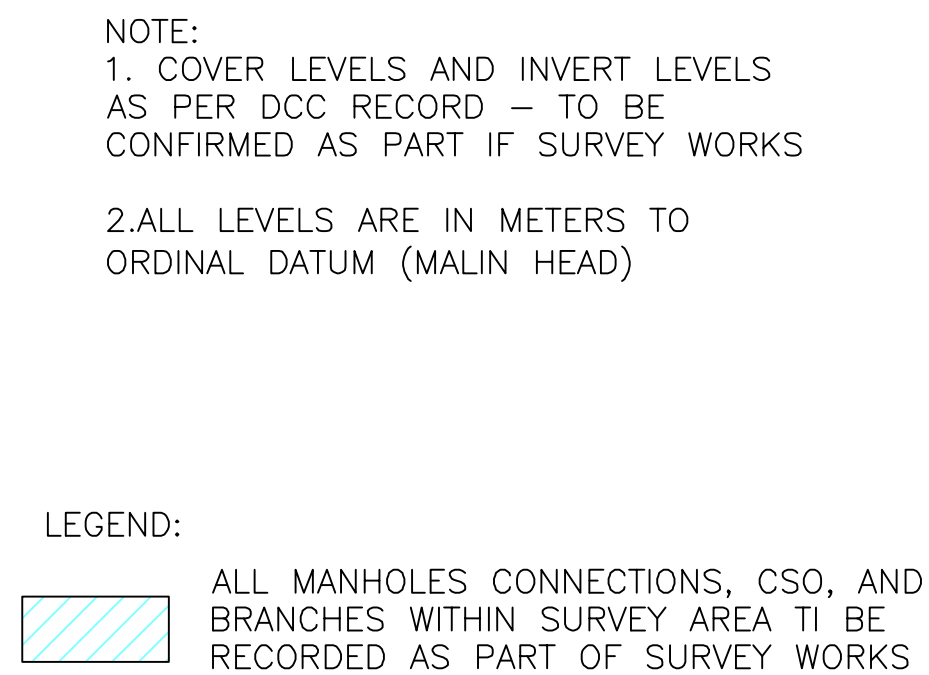 NOTE:
1. COVER LEVELS AND INVERT LEVELS
AS PER DCC RECORD – TO BE
CONFIRMED AS PART IF SURVEY WORKS
2.ALL LEVELS ARE IN METERS TO
ORDINAL DATUM (MALIN HEAD)
LEGEND:
ALL MANHOLES CONNECTIONS, CSO, AND
BRANCHES WITHIN SURVEY AREA TI BE
RECORDED AS PART OF SURVEY WORKS